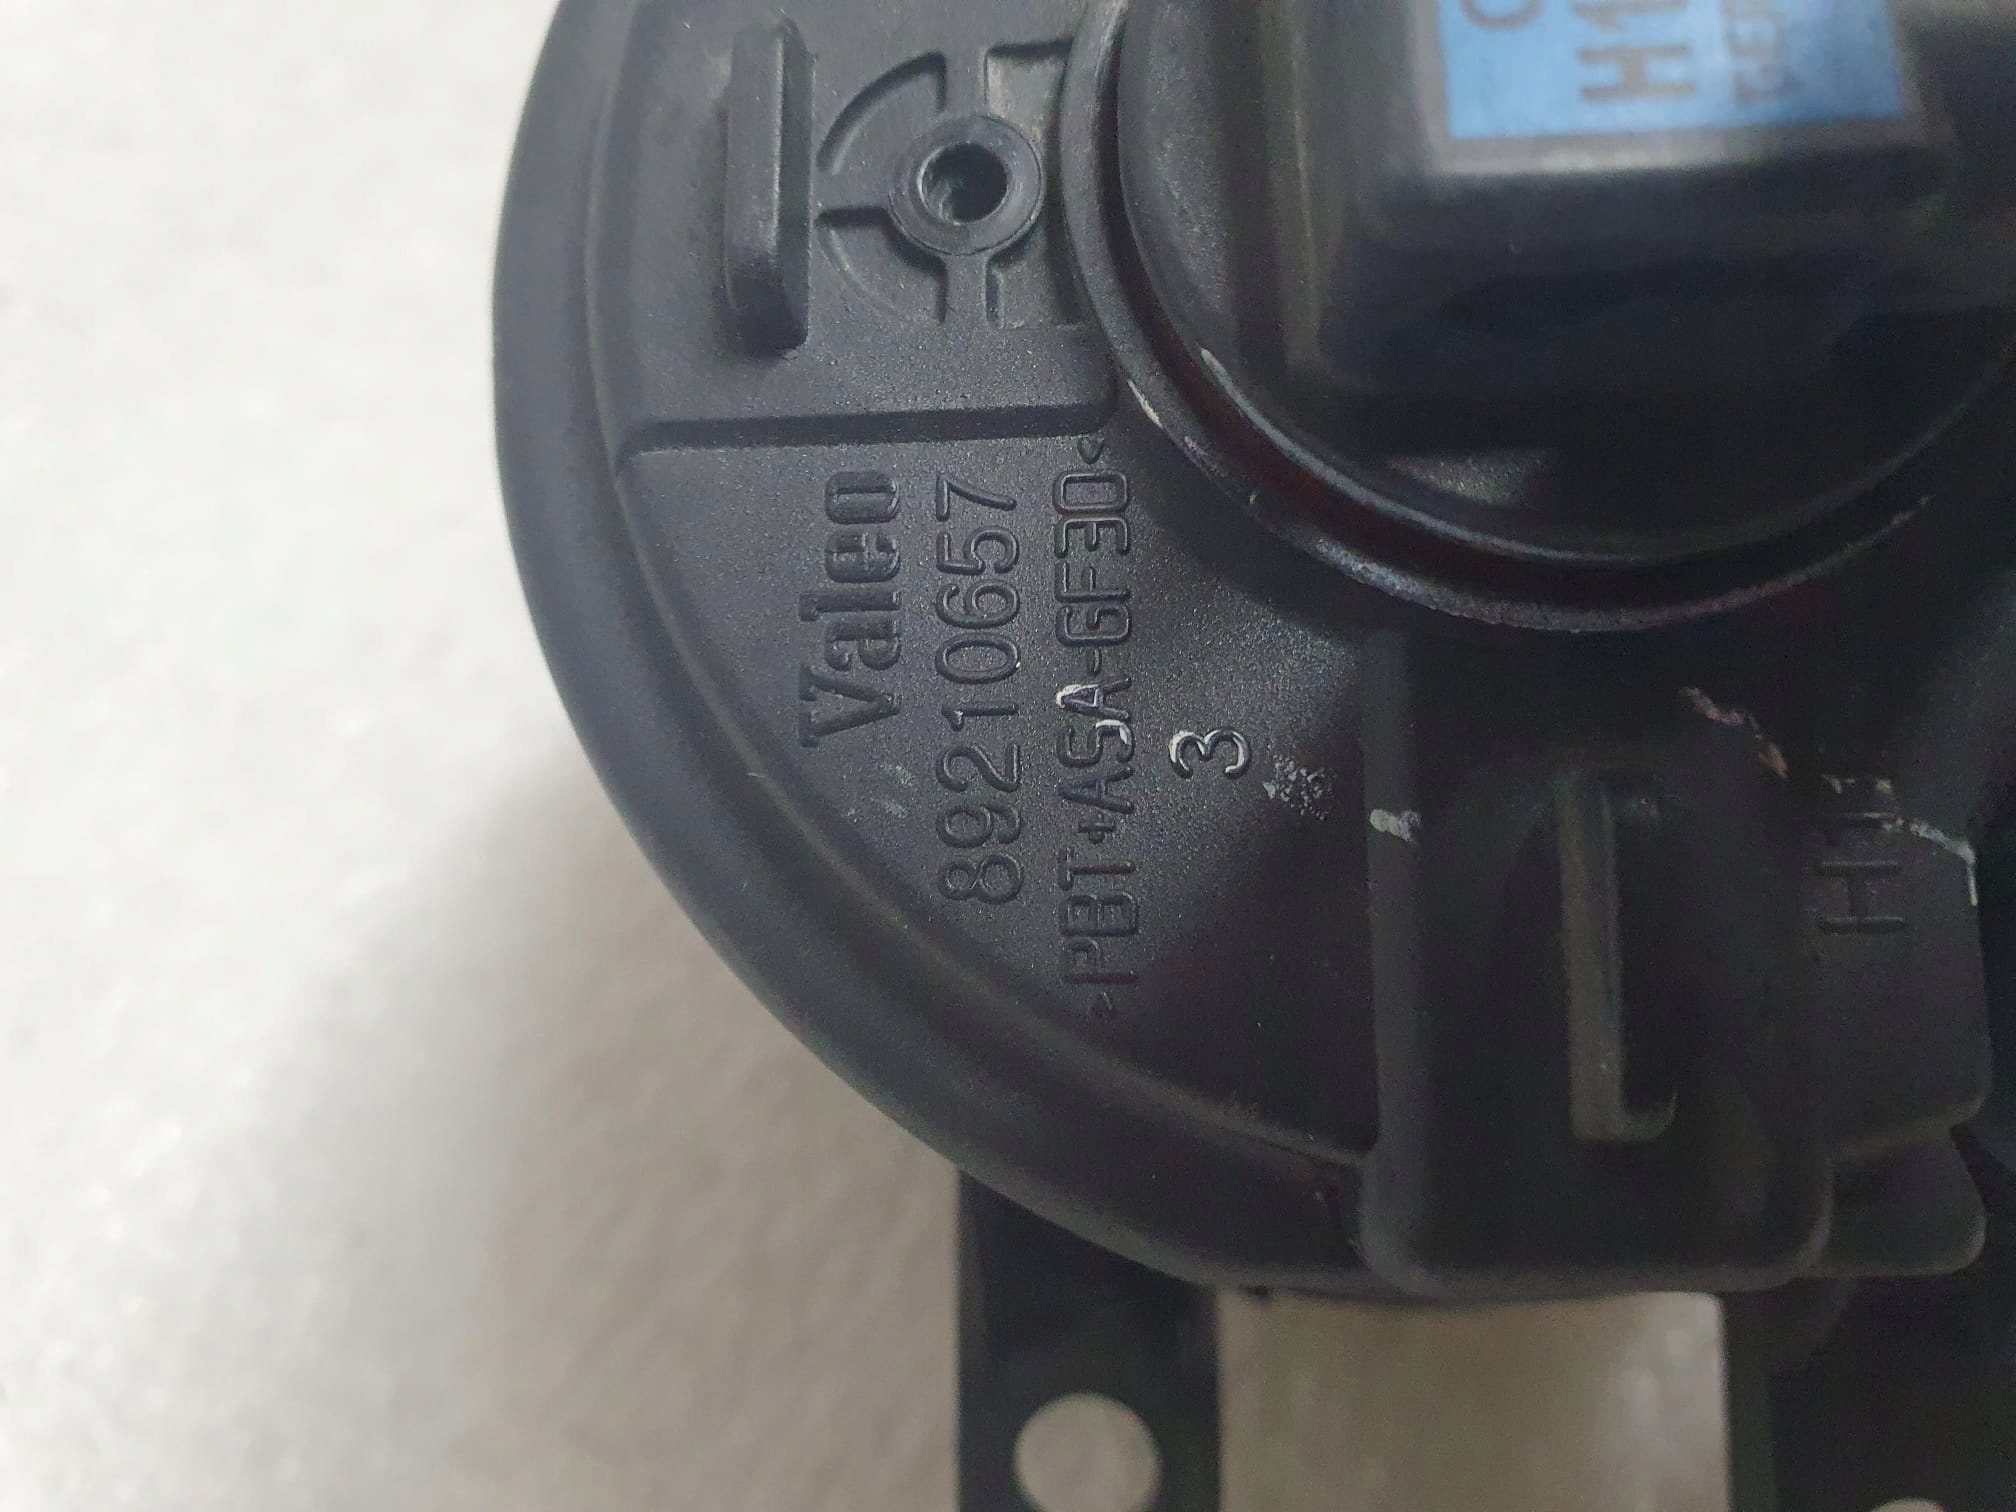 Valeo
89210657
>PBT+ASA-GF30<
3
H11